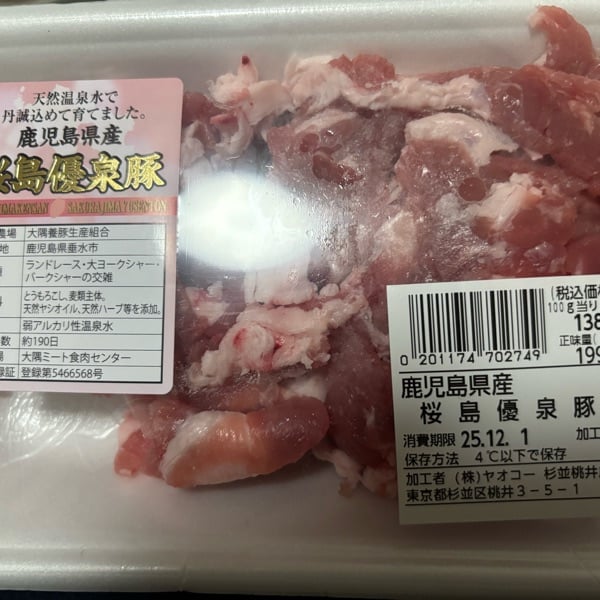 天然温泉水で
丹誠込めて育てました。
鹿児島県産
桜島優泉豚
SAKURAJIMA YUSENTON
農場 大隅養豚生産組合
地 鹿児島県垂水市
ランドレース・大ヨークシャー・
バークシャーの交雑
とうもろこし、麦類主体。
天然ヤシオイル、天然ハーブ等を添加。
弱アルカリ性温泉水
数 約190日
場 大隅ミート食肉センター
録証 登録第5466568号
(税込価格
100g当り
138
正味量(
199
0 201174 702749
鹿児島県産
桜島優泉豚
消費期限 25.12. 1 加工
保存方法 4℃以下で保存
加工者 (株)ヤオコー 杉並桃井
東京都杉並区桃井3-5-1